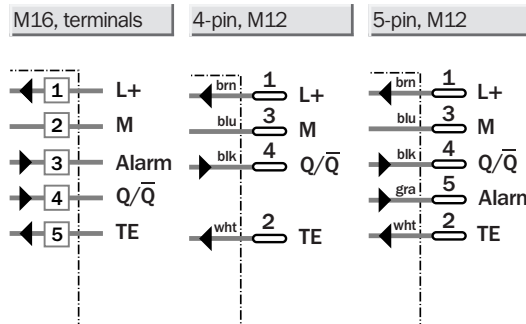 M16, terminals
1 L+
2 M
3 Alarm
4 Q/Q̅
5 TE
4-pin, M12
brn 1 L+
blu 3 M
blk 4 Q/Q̅
wht 2 TE
5-pin, M12
brn 1 L+
blu 3 M
blk 4 Q/Q̅
gra 5 Alarm
wht 2 TE